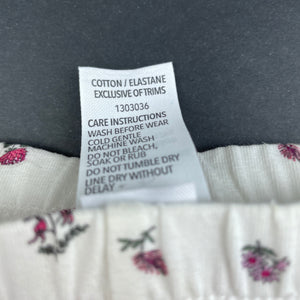 COTTON / ELASTANE
EXCLUSIVE OF TRIMS
1303036
CARE INSTRUCTIONS
WASH BEFORE WEAR
COLD GENTLE
MACHINE WASH
DO NOT BLEACH,
SOAK OR RUB
DO NOT TUMBLE DRY
LINE DRY WITHOUT
DELAY